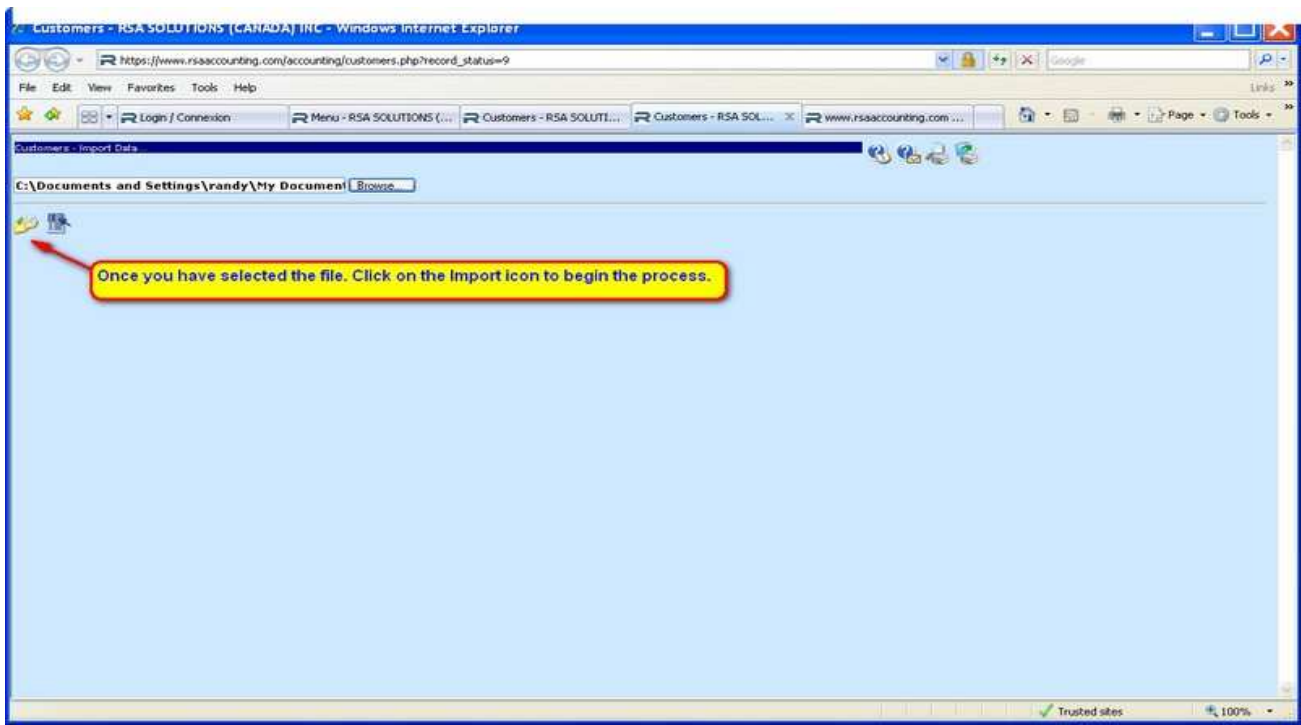 Customers - RSA SOLUTIONS (CANADA) INC - Windows Internet Explorer
https://www.rsaaccounting.com/accounting/customers.php?record_status=9
Google
File Edit View Favorites Tools Help
Links »
Login / Connexion
Menu - RSA SOLUTIONS (...
Customers - RSA SOLUTI...
Customers - RSA SOL...
www.rsaaccounting.com ...
Page
Tools
»
Customers - Import Data...
C:\Documents and Settings\randy\My Document
Browse...
Once you have selected the file. Click on the Import icon to begin the process.
Trusted sites
100%